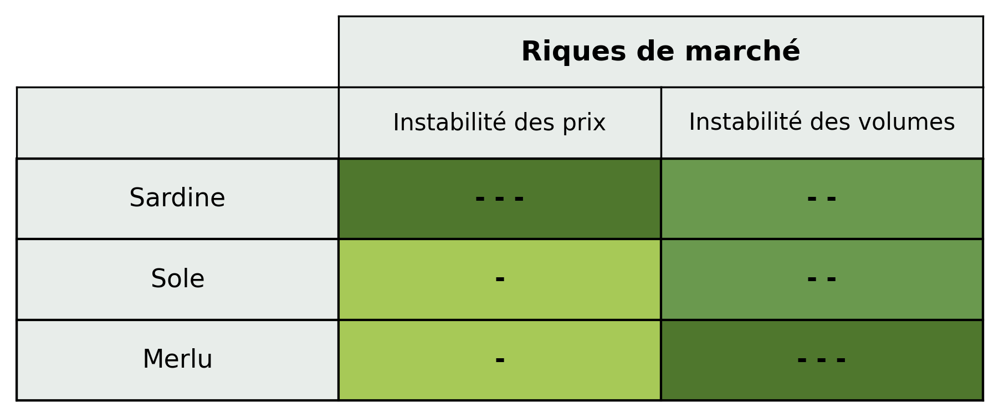 Riques de marché
Instabilité des prix Instabilité des volumes
Sardine - - - - -
Sole - - -
Merlu - - - -